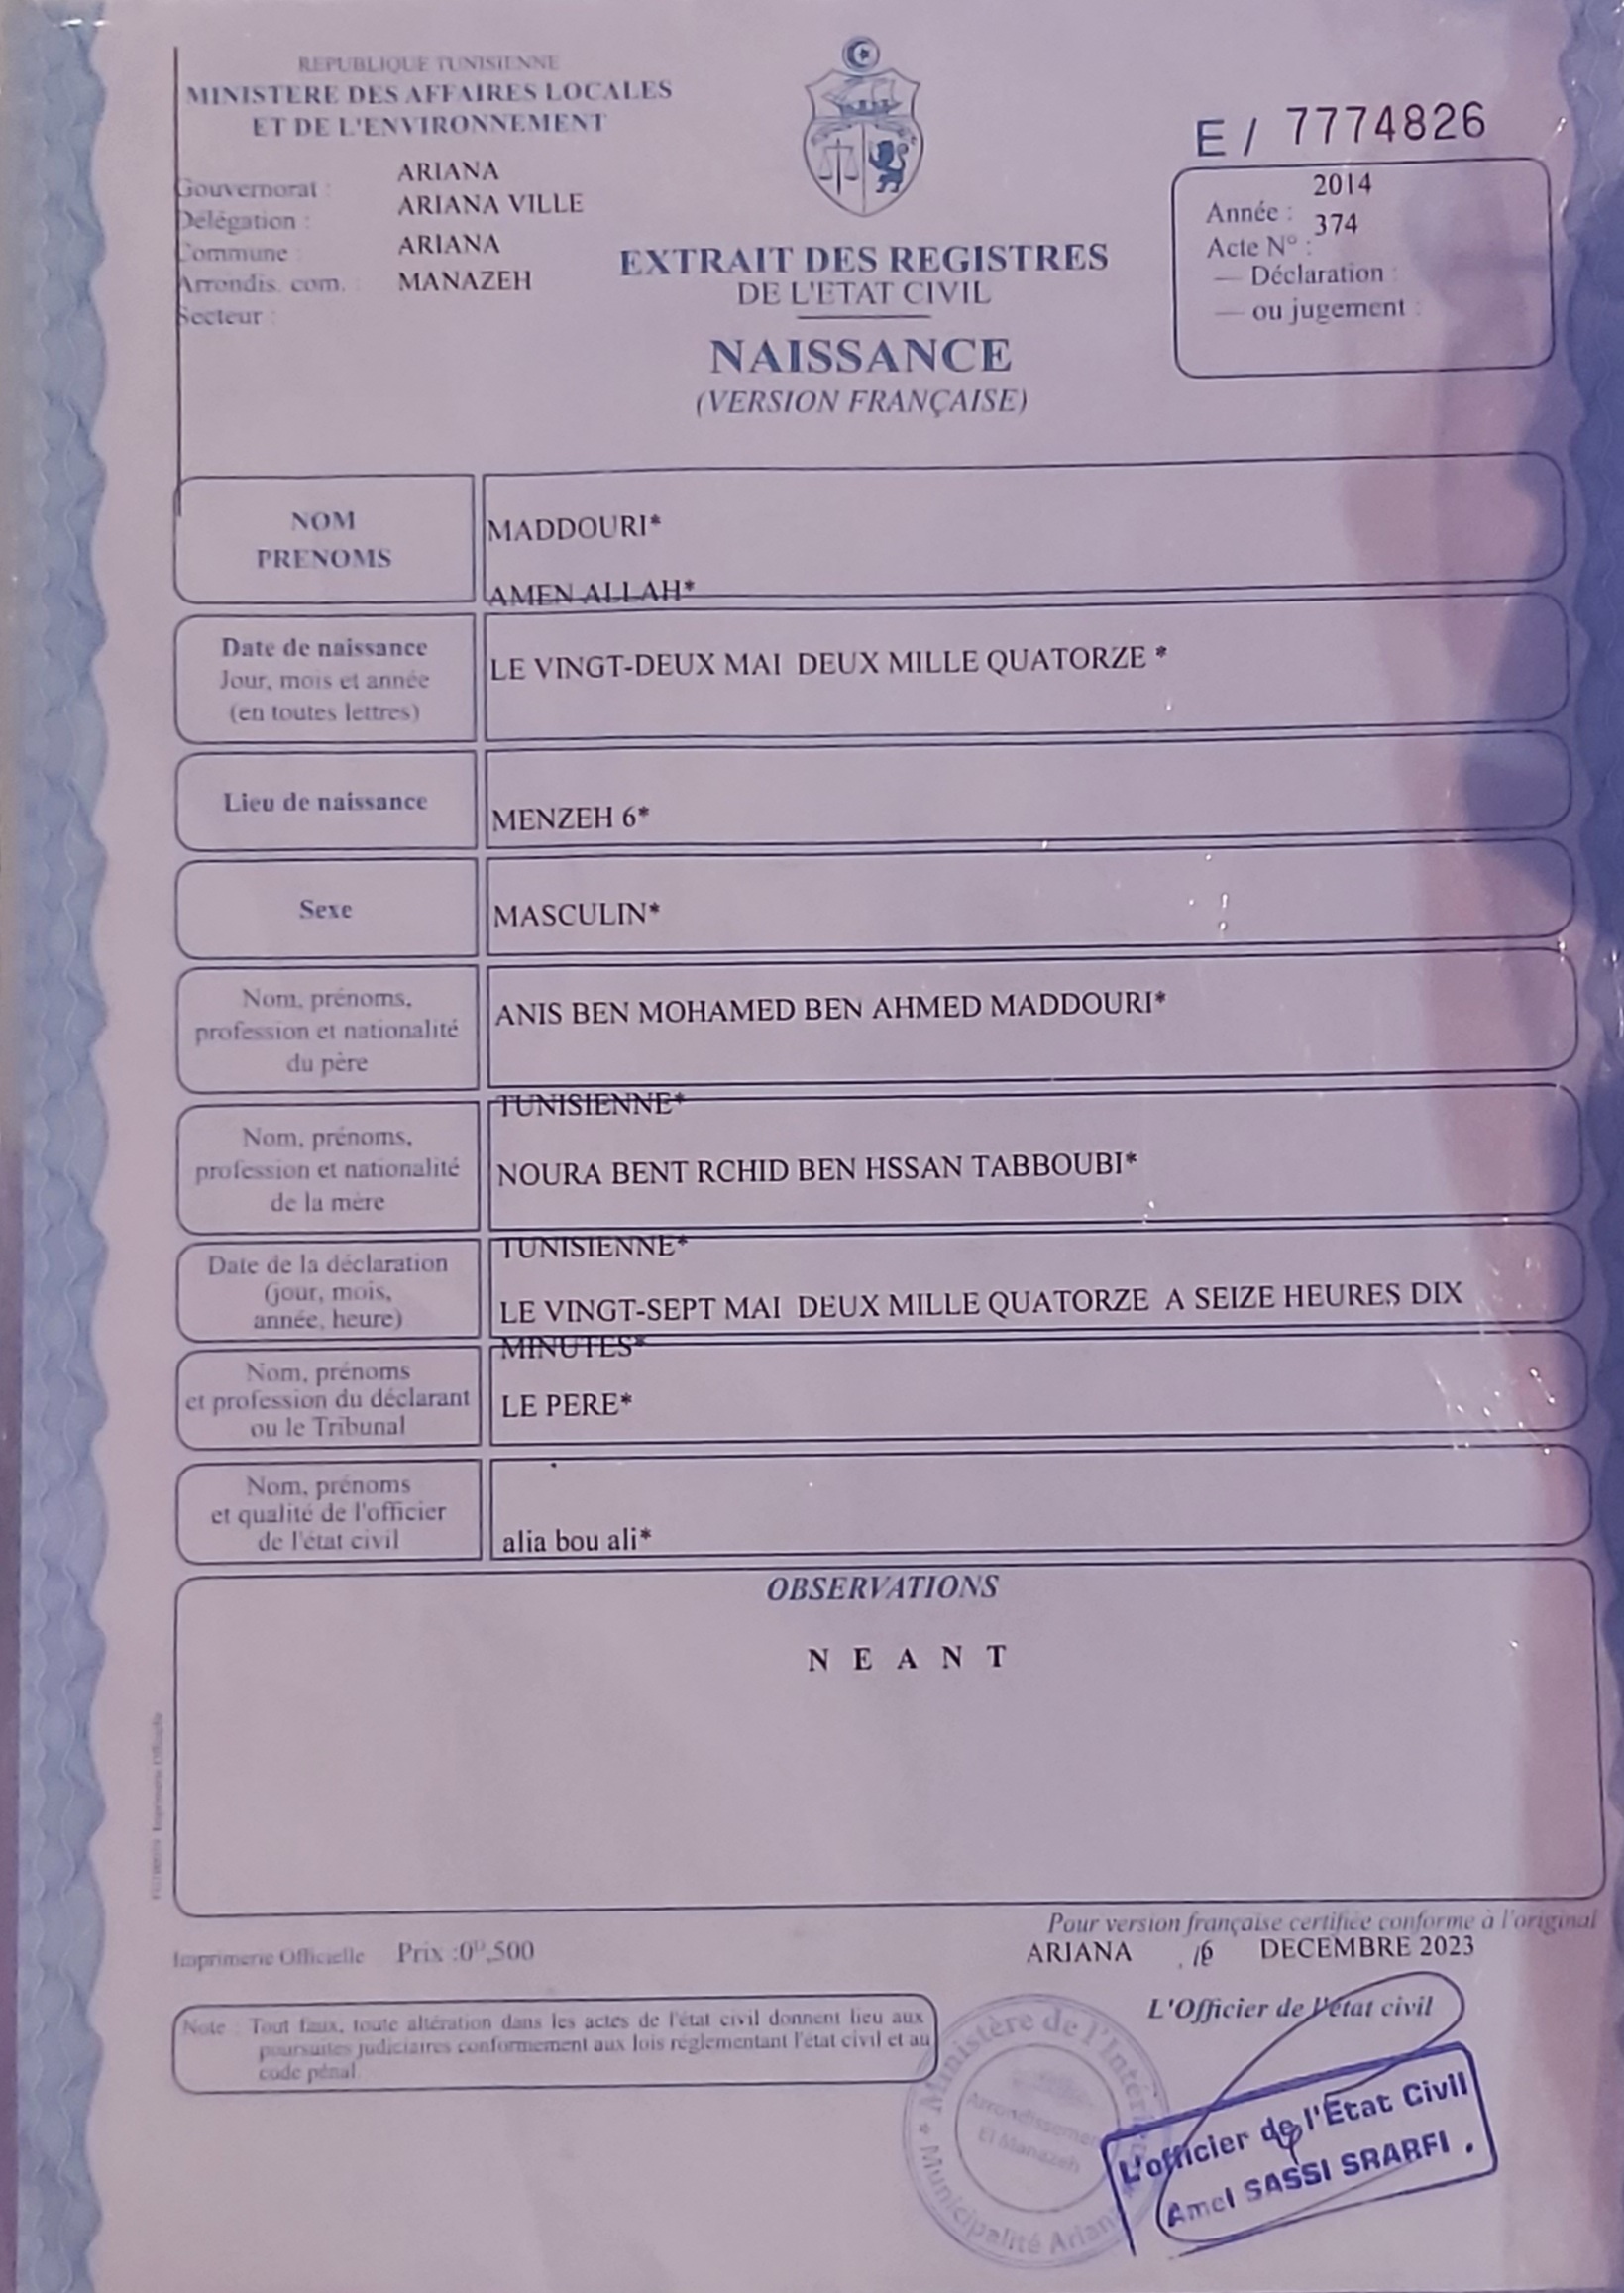 REPUBLIQUE TUNISIENNE
MINISTERE DES AFFAIRES LOCALES
ET DE L'ENVIRONNEMENT
Gouvernorat : ARIANA
Délégation : ARIANA VILLE
Commune : ARIANA
Arrondis. com. : MANAZEH
Secteur :
E / 7774826
Année : 2014
Acte N° : 374
— Déclaration :
— ou jugement :
EXTRAIT DES REGISTRES
DE L'ETAT CIVIL
NAISSANCE
(VERSION FRANÇAISE)
NOM
PRENOMS
MADDOURI*
AMEN ALLAH*
Date de naissance
Jour, mois et année
(en toutes lettres)
LE VINGT-DEUX MAI DEUX MILLE QUATORZE *
Lieu de naissance
MENZEH 6*
Sexe
MASCULIN*
Nom, prénoms,
profession et nationalité
du père
ANIS BEN MOHAMED BEN AHMED MADDOURI*
TUNISIENNE*
Nom, prénoms,
profession et nationalité
de la mère
NOURA BENT RCHID BEN HSSAN TABBOUBI*
TUNISIENNE*
Date de la déclaration
(jour, mois,
année, heure)
LE VINGT-SEPT MAI DEUX MILLE QUATORZE A SEIZE HEURES DIX
MINUTES*
Nom, prénoms
et profession du déclarant
ou le Tribunal
LE PERE*
Nom, prénoms
et qualité de l'officier
de l'état civil
alia bou ali*
OBSERVATIONS
N E A N T
Pour version française certifiée conforme à l'original
Imprimerie Officielle Prix :0ᴰ,500
ARIANA 16 DECEMBRE 2023
L'Officier de l'état civil
Note : Tout faux, toute altération dans les actes de l'état civil donnent lieu aux
poursuites judiciaires conformement aux lois réglementant l'état civil et au
code pénal.
Ministère de l'Intérieur
Arrondissement
El Manazeh
Municipalité Ariana
L'officier de l'Etat Civil
Amel SASSI SRARFI .